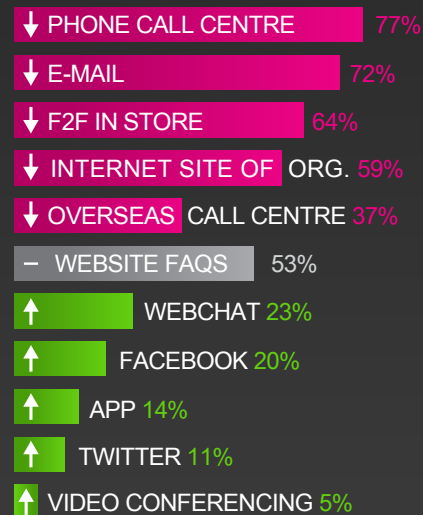 ↓ PHONE CALL CENTRE 77%
↓ E-MAIL 72%
↓ F2F IN STORE 64%
↓ INTERNET SITE OF ORG. 59%
↓ OVERSEAS CALL CENTRE 37%
– WEBSITE FAQS 53%
↑ WEBCHAT 23%
↑ FACEBOOK 20%
↑ APP 14%
↑ TWITTER 11%
↑ VIDEO CONFERENCING 5%